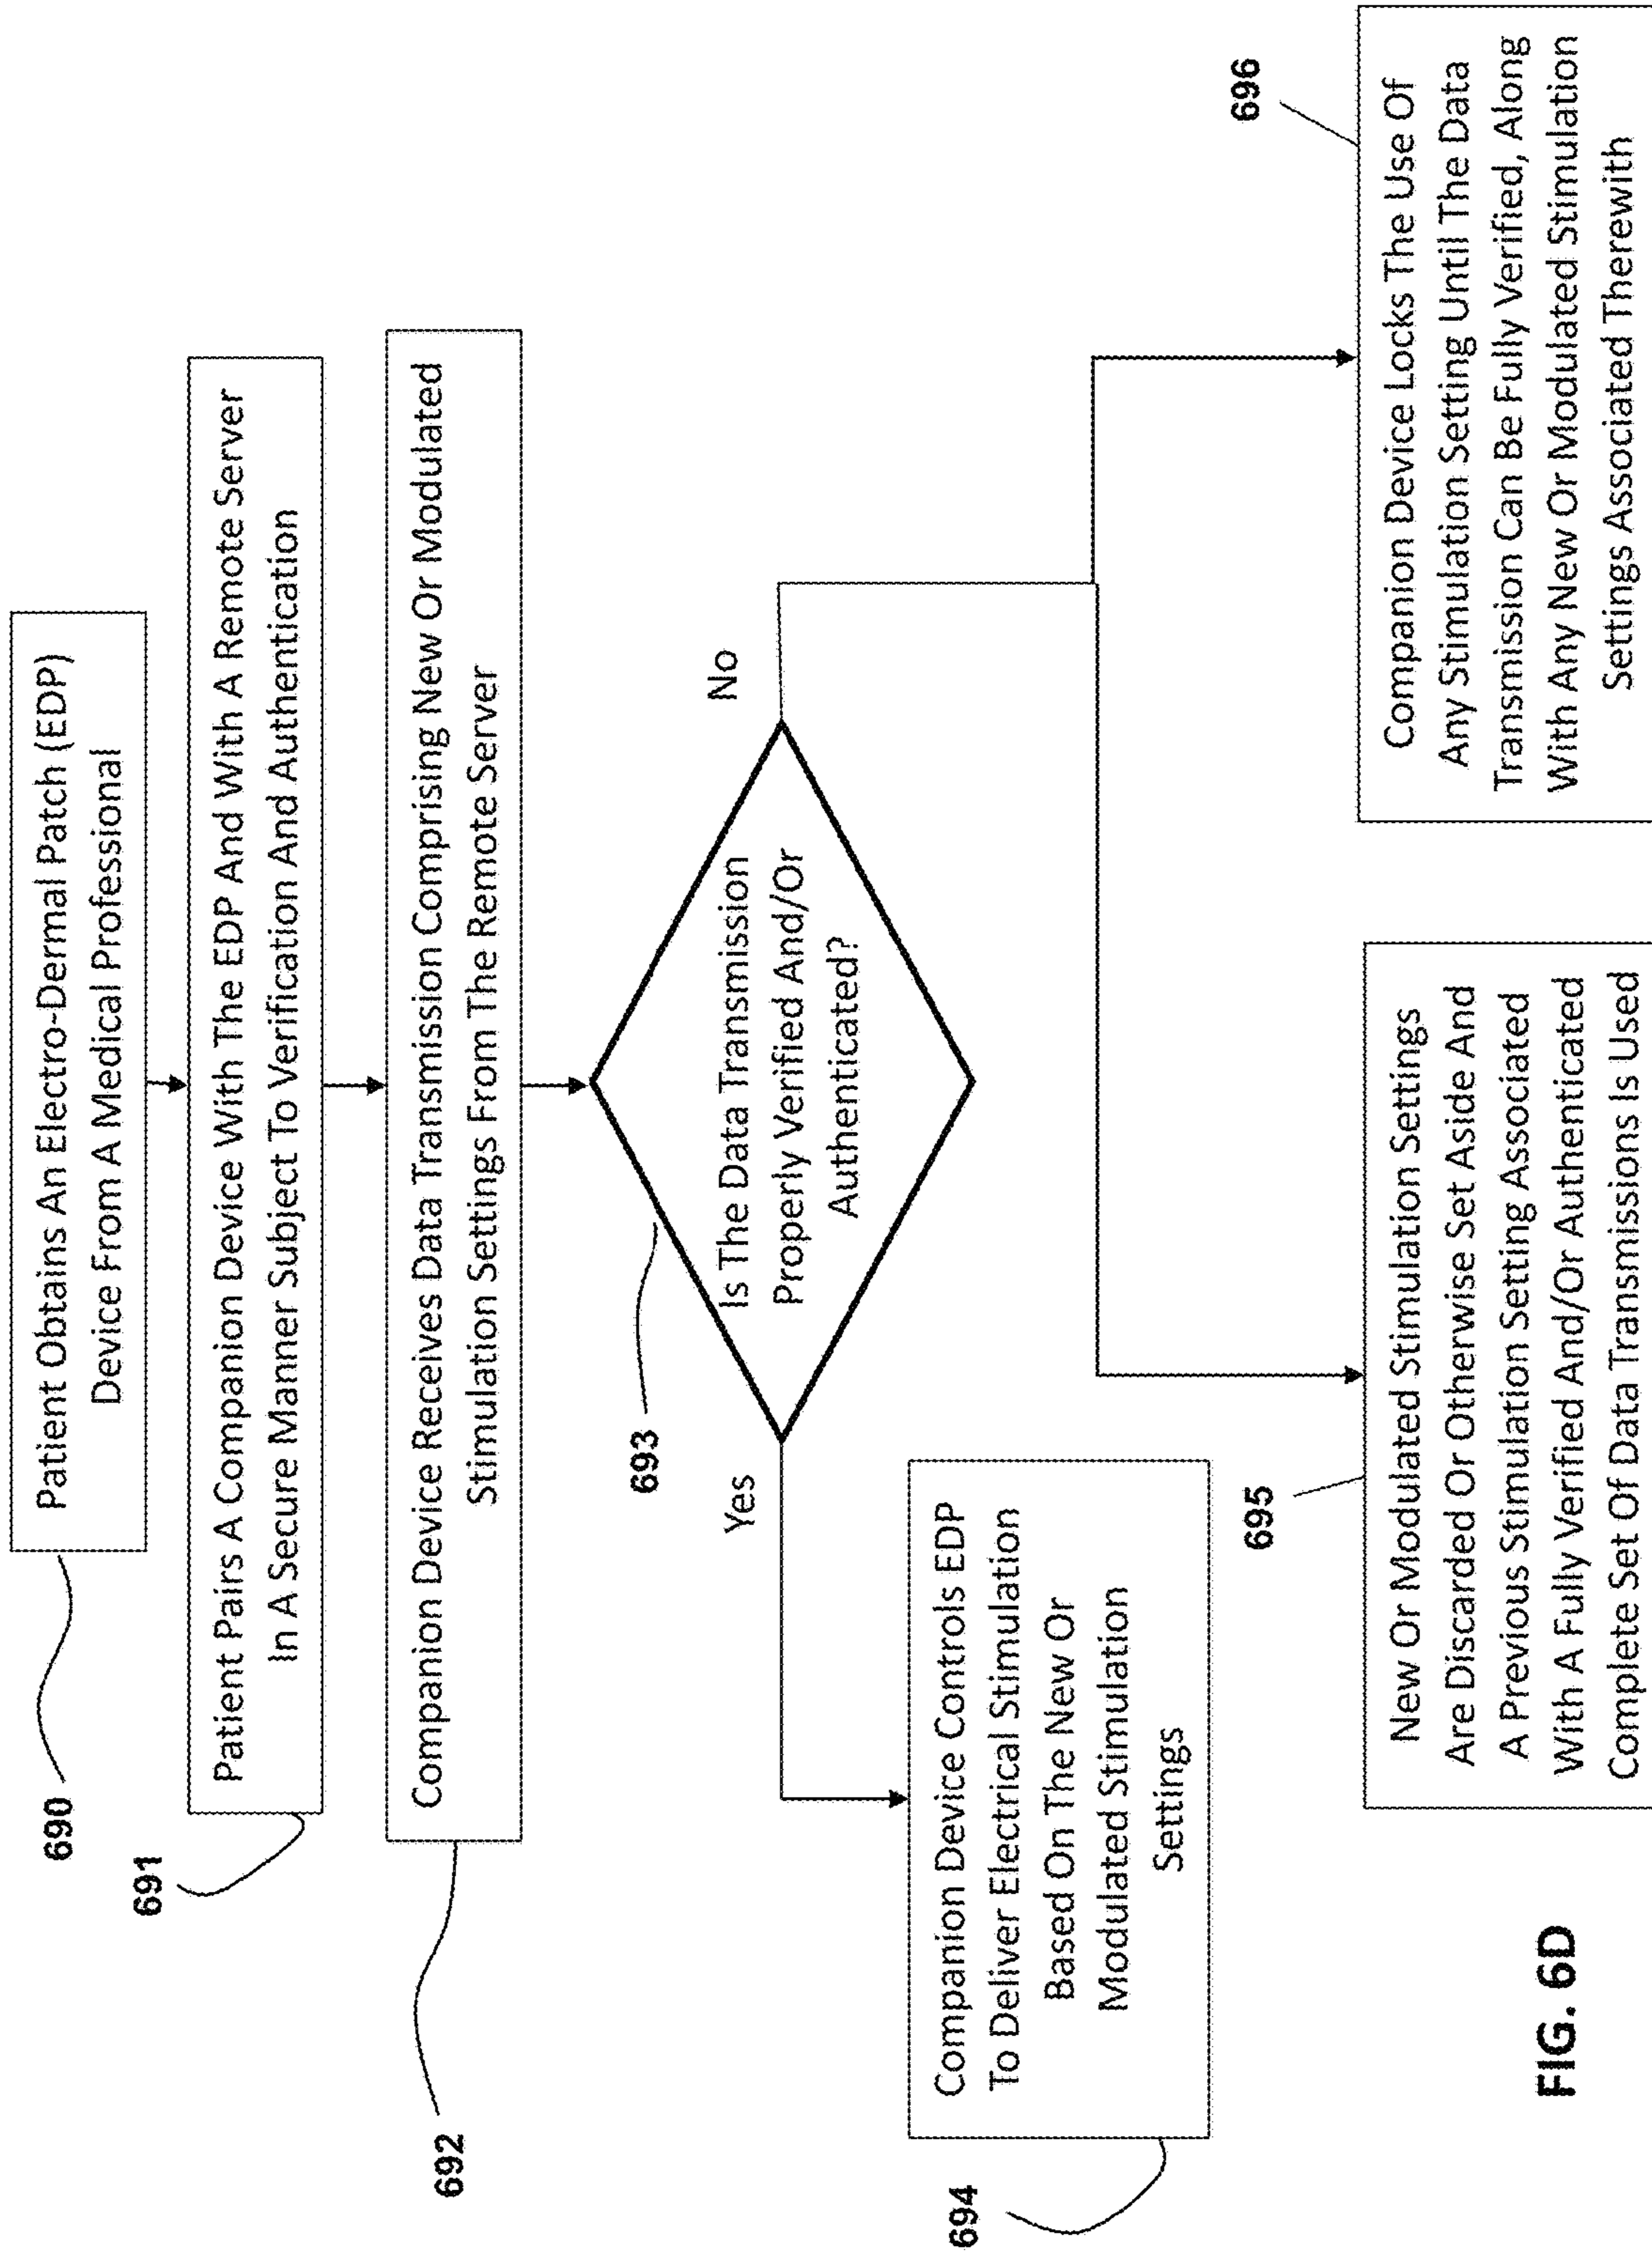 690
Patient Obtains An Electro-Dermal Patch (EDP)
Device From A Medical Professional
691
Patient Pairs A Companion Device With The EDP And With A Remote Server
In A Secure Manner Subject To Verification And Authentication
692
Companion Device Receives Data Transmission Comprising New Or Modulated
Stimulation Settings From The Remote Server
693
Is The Data Transmission
Properly Verified And/Or
Authenticated?
Yes
No
694
Companion Device Controls EDP
To Deliver Electrical Stimulation
Based On The New Or
Modulated Stimulation
Settings
695
New Or Modulated Stimulation Settings
Are Discarded Or Otherwise Set Aside And
A Previous Stimulation Setting Associated
With A Fully Verified And/Or Authenticated
Complete Set Of Data Transmissions Is Used
696
Companion Device Locks The Use Of
Any Stimulation Setting Until The Data
Transmission Can Be Fully Verified, Along
With Any New Or Modulated Stimulation
Settings Associated Therewith
FIG. 6D